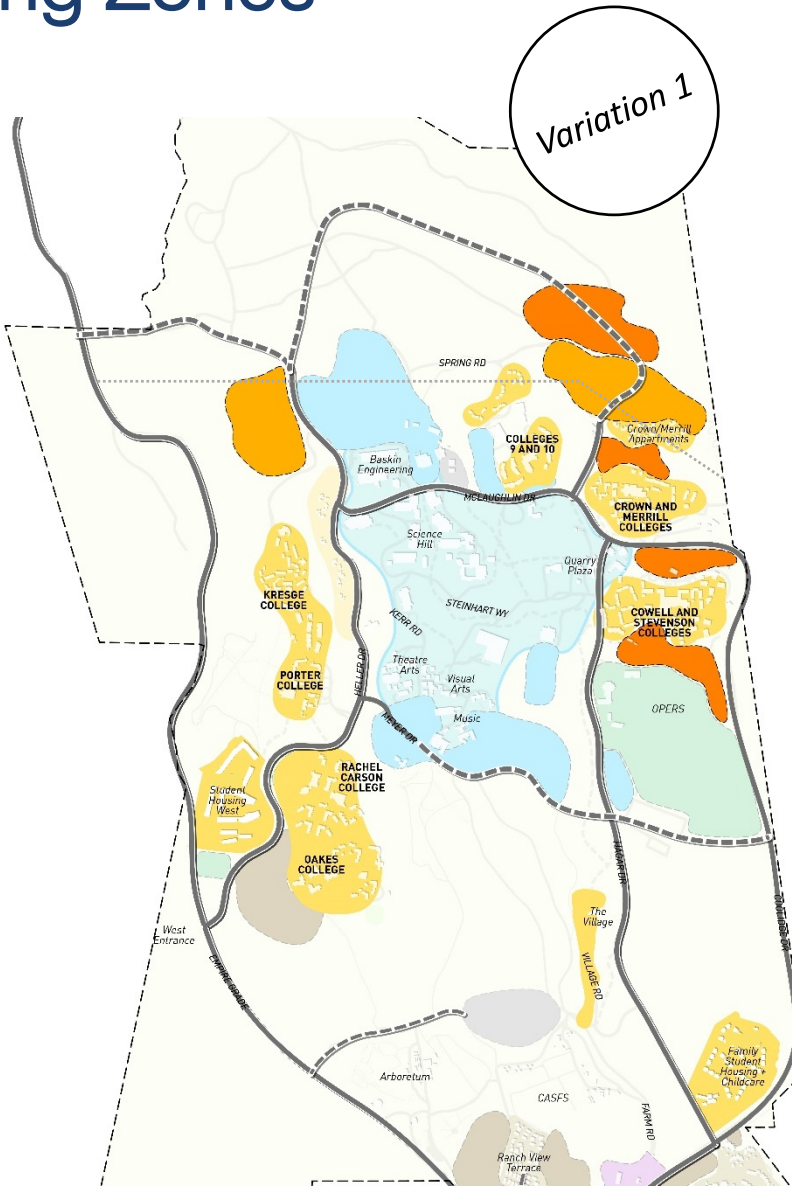 ng Zones
Variation 1
SPRING RD
COLLEGES
9 AND 10
Crown/Merrill
Appartments
Baskin
Engineering
MCLAUGHLIN DR
CROWN AND
MERRILL
COLLEGES
Science
Hill
Quarry
Plaza
KRESGE
COLLEGE
STEINHART WY
KERR RD
COWELL AND
STEVENSON
COLLEGES
Theatre
Arts
HELLER DR
PORTER
COLLEGE
Visual
Arts
OPERS
Music
MEYER DR
RACHEL
CARSON
COLLEGE
Student
Housing
West
OAKES
COLLEGE
HAGAR DR
The
Village
COOLIDGE DR
West
Entrance
VILLAGE RD
EMPIRE GRADE
Family
Student
Housing +
Childcare
Arboretum
CASFS
FARM RD
Ranch View
Terrace